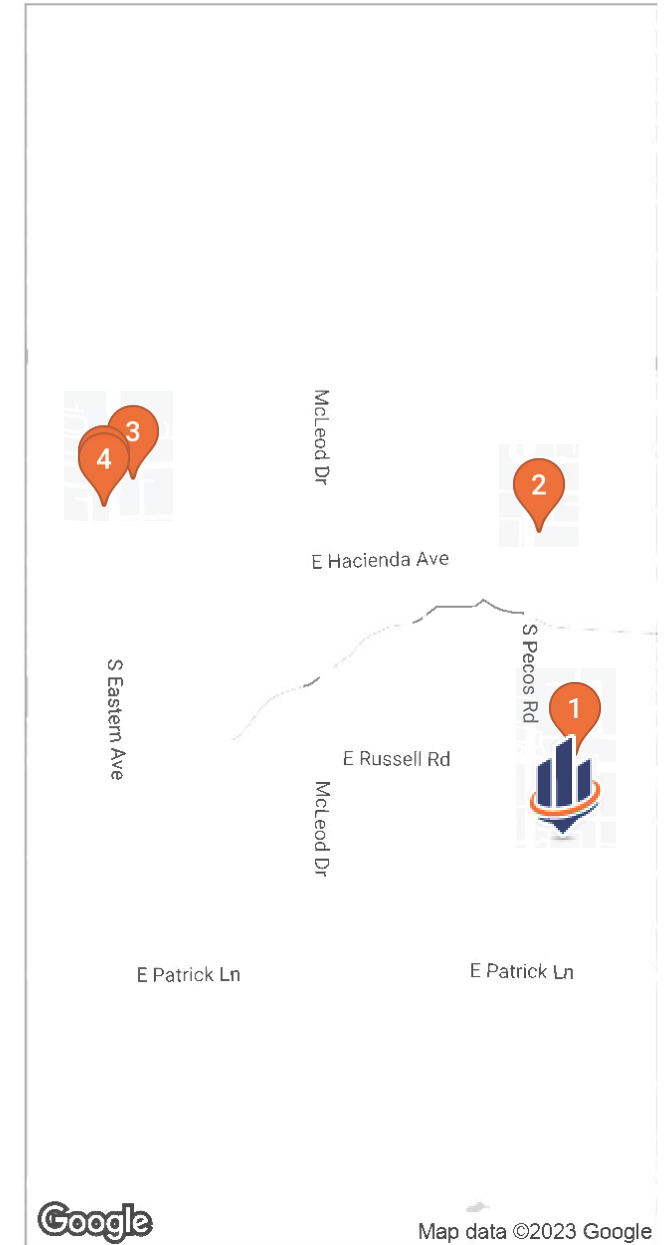 McLeod Dr
3
4
2
E Hacienda Ave
S Pecos Rd
S Eastern Ave
1
E Russell Rd
McLeod Dr
E Patrick Ln
E Patrick Ln
Google
Map data ©2023 Google